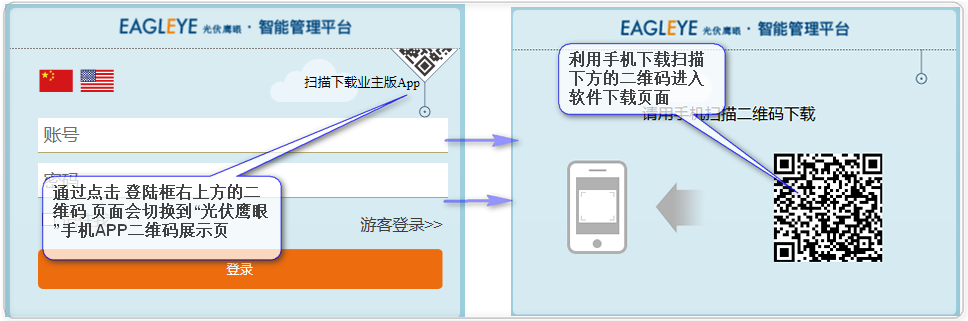 EAGLEYE 光伏鹰眼 · 智能管理平台
扫描下载业主版App
账号
密码
通过点击 登陆框右上方的二
维码 页面会切换到“光伏鹰眼
”手机APP二维码展示页
游客登录>>
登录
EAGLEYE 光伏鹰眼 · 智能管理平台
利用手机下载扫描
下方的二维码进入
软件下载页面
请用手机扫描二维码下载